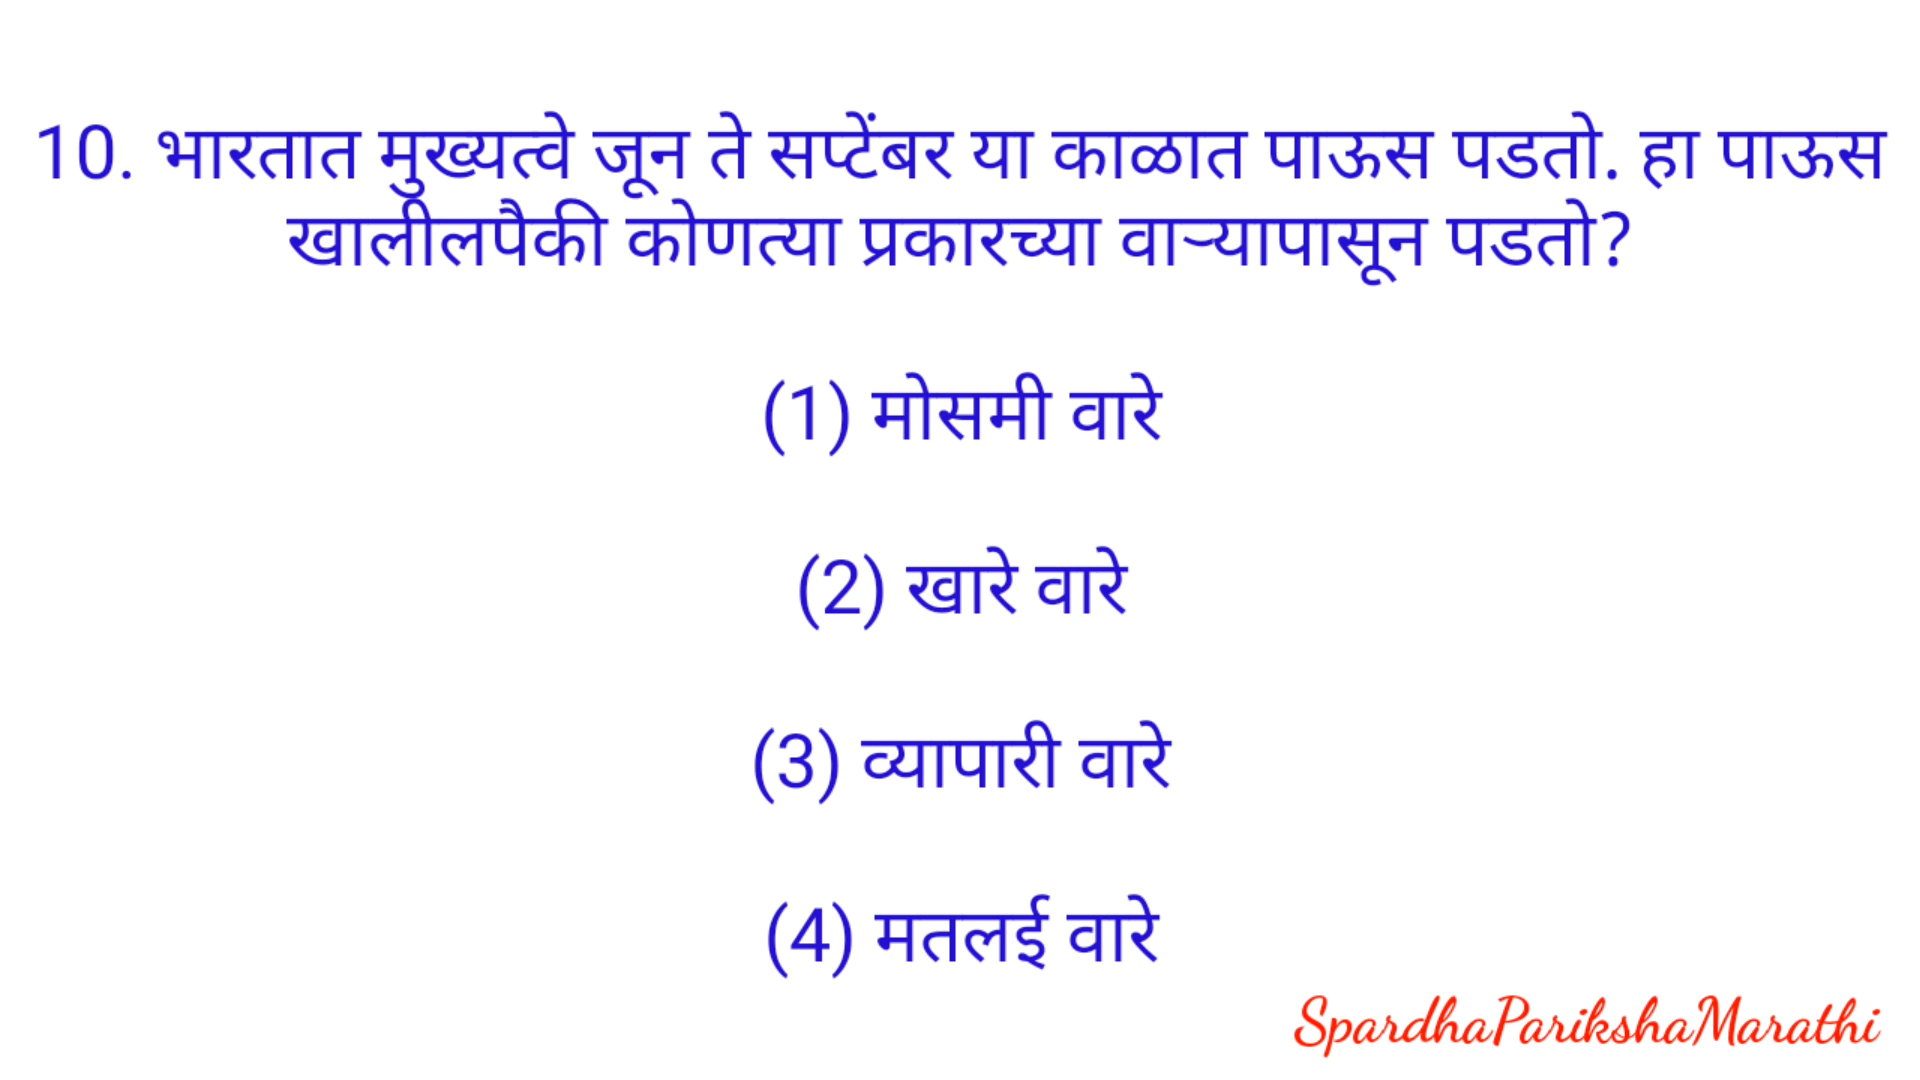 10. भारतात मुख्यत्वे जून ते सप्टेंबर या काळात पाऊस पडतो. हा पाऊस
खालीलपैकी कोणत्या प्रकारच्या वाऱ्यापासून पडतो?
(1) मोसमी वारे
(2) खारे वारे
(3) व्यापारी वारे
(4) मतलई वारे
SpardhaParikshaMarathi